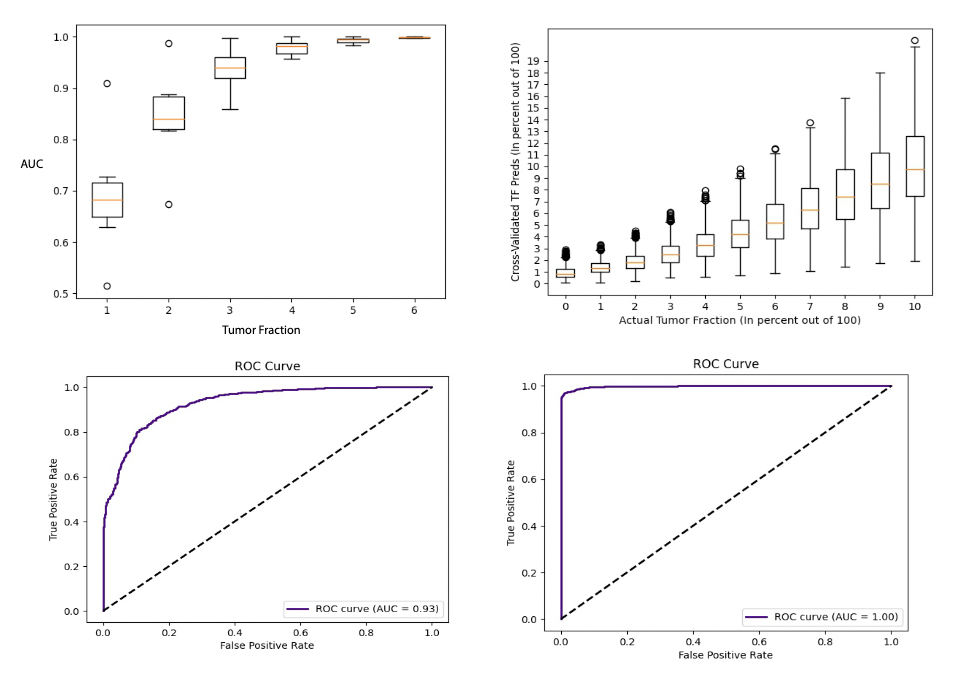 1.0
0.9
0.8
0.7
0.6
0.5
AUC
1 2 3 4 5 6
Tumor Fraction
Cross-Validated TF Preds (In percent out of 100)
19
18
17
16
15
14
13
12
11
10
9
8
7
6
5
4
3
2
1
0
0 1 2 3 4 5 6 7 8 9 10
Actual Tumor Fraction (In percent out of 100)
ROC Curve
True Positive Rate
1.0
0.8
0.6
0.4
0.2
0.0
ROC curve (AUC = 0.93)
0.0 0.2 0.4 0.6 0.8 1.0
False Positive Rate
ROC Curve
True Positive Rate
1.0
0.8
0.6
0.4
0.2
0.0
ROC curve (AUC = 1.00)
0.0 0.2 0.4 0.6 0.8 1.0
False Positive Rate